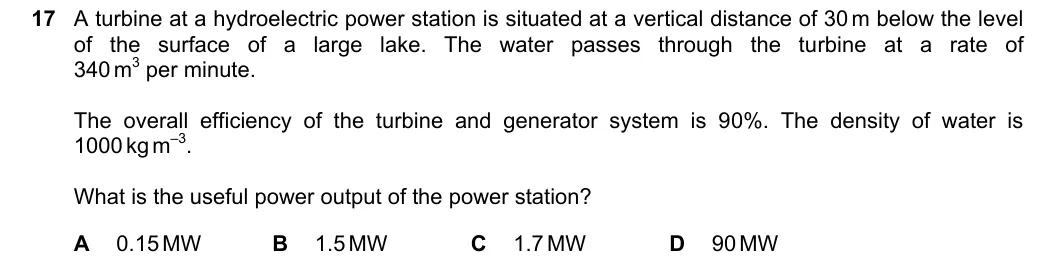 17 A turbine at a hydroelectric power station is situated at a vertical distance of 30 m below the level
of the surface of a large lake. The water passes through the turbine at a rate of
340 m³ per minute.
The overall efficiency of the turbine and generator system is 90%. The density of water is
1000 kg m⁻³.
What is the useful power output of the power station?
A 0.15 MW B 1.5 MW C 1.7 MW D 90 MW